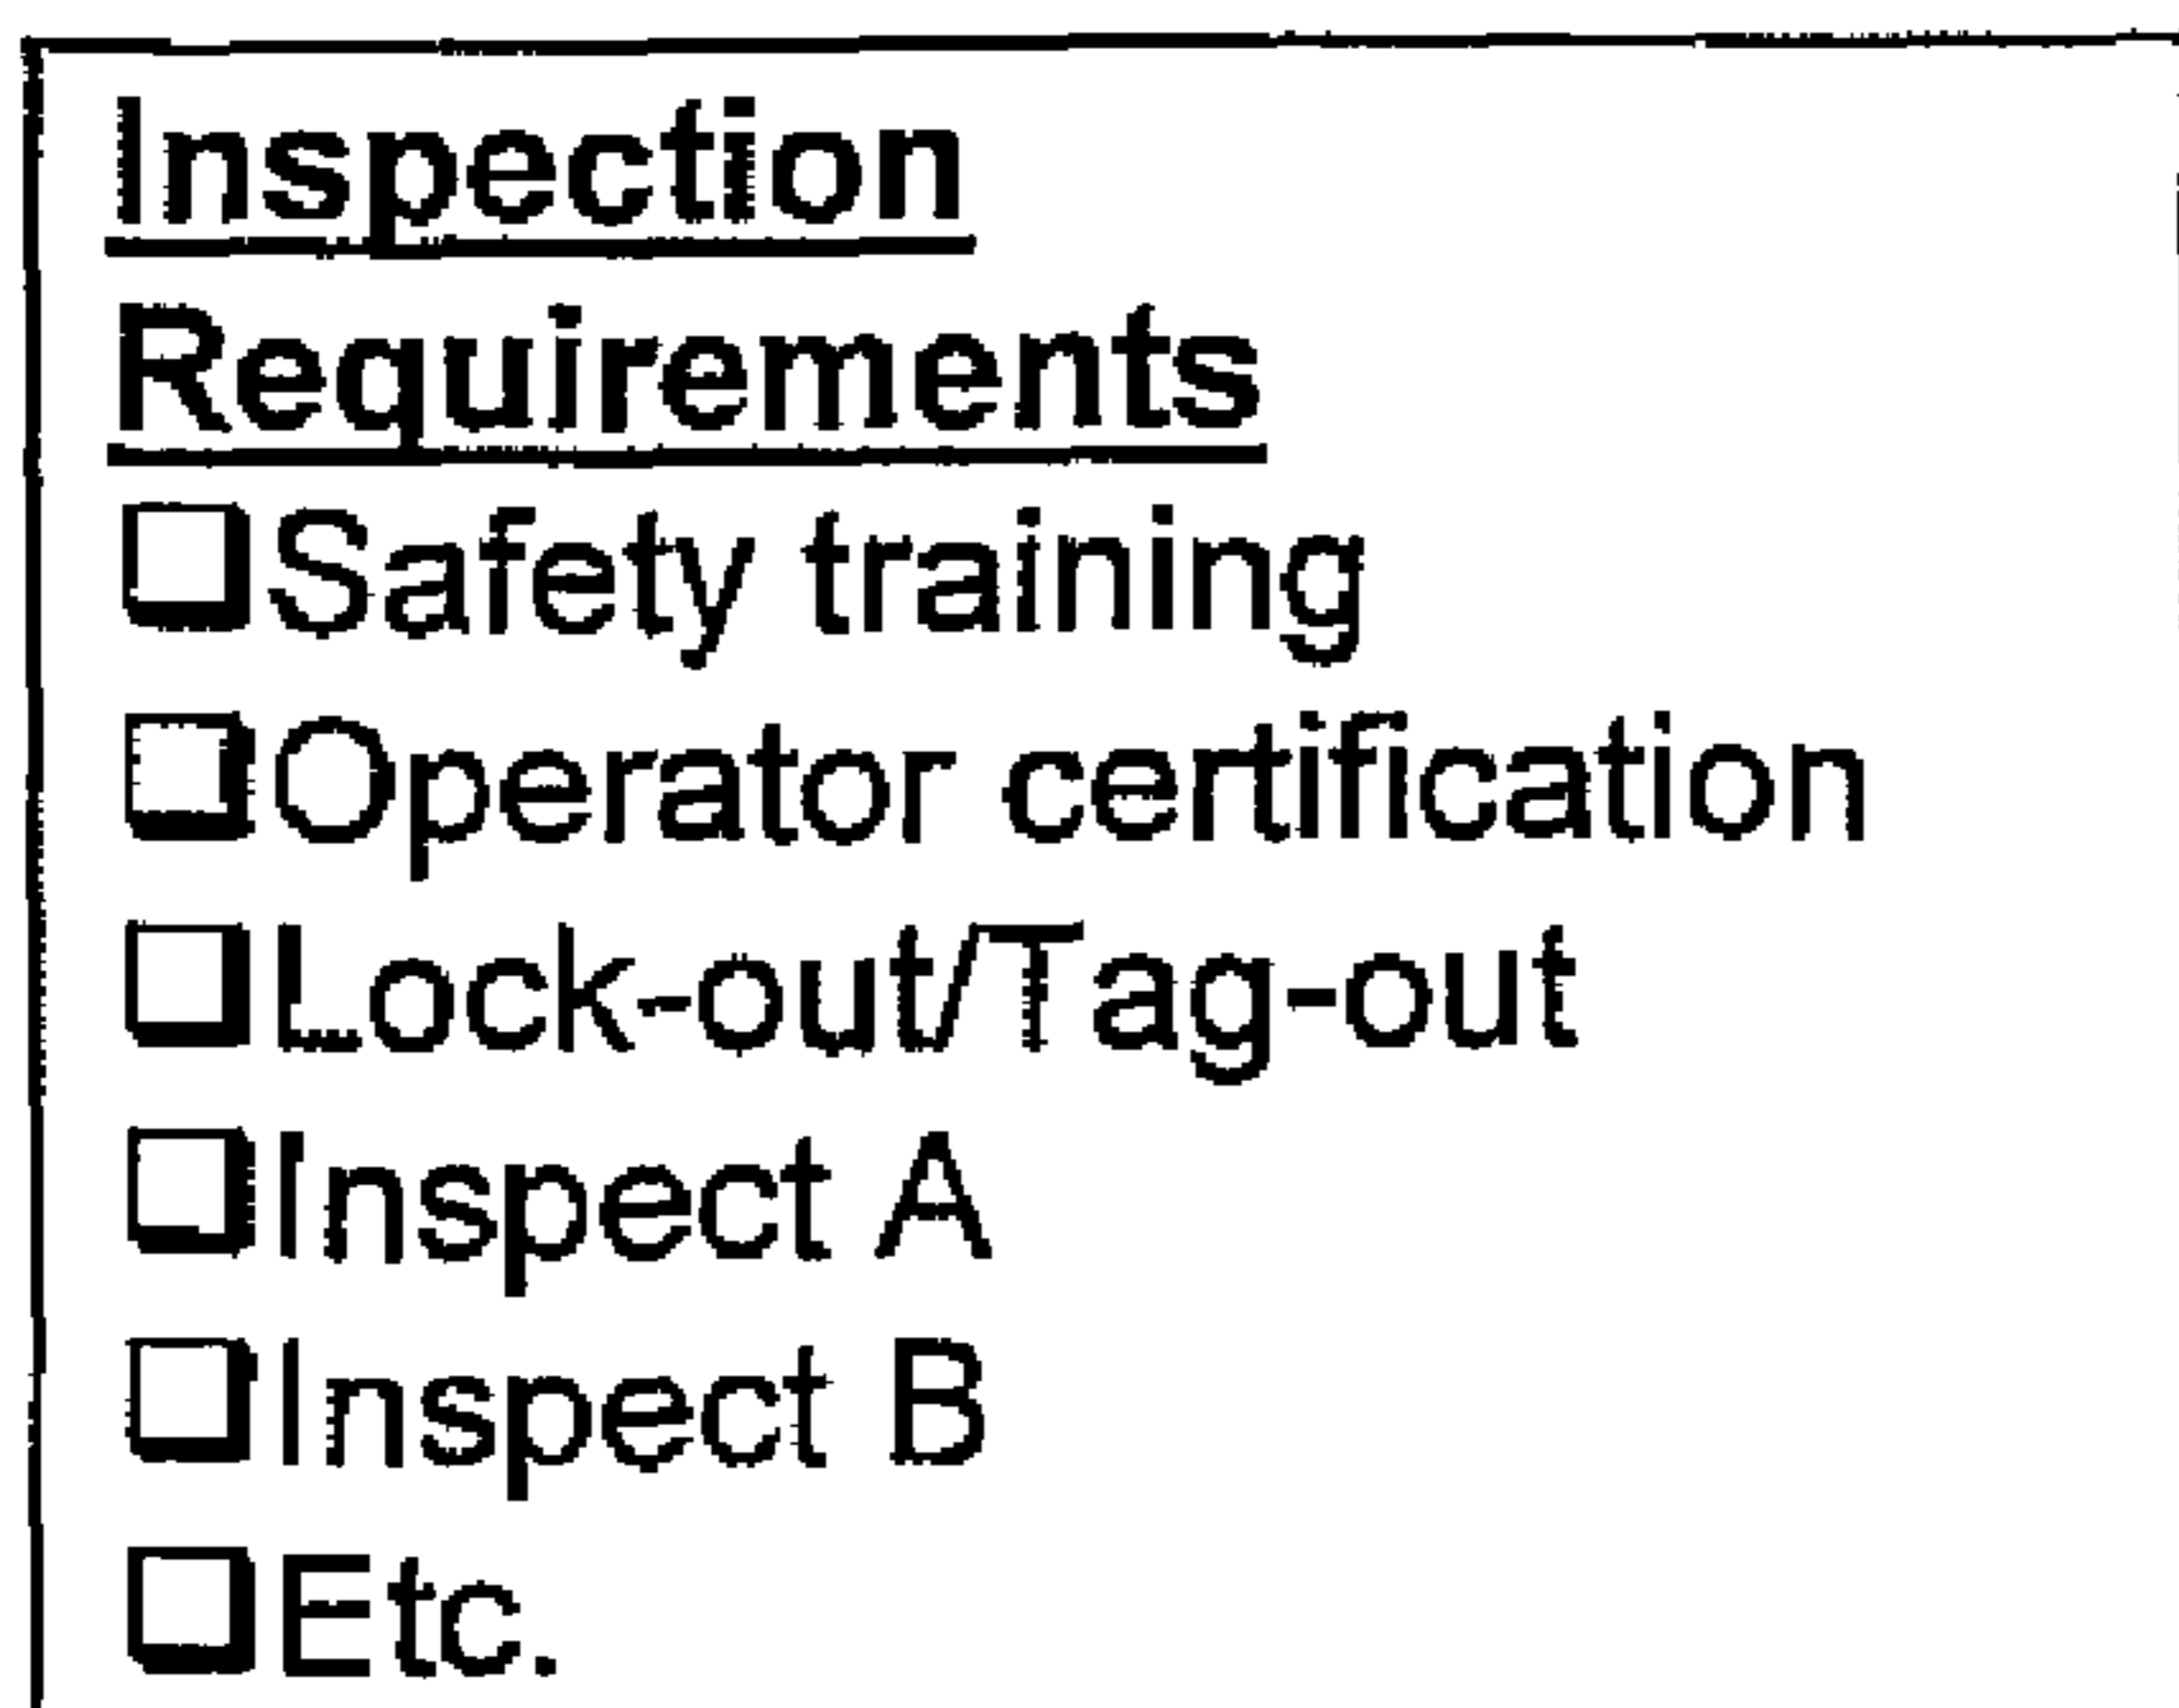 Inspection
Requirements
❑Safety training
❑Operator certification
❑Lock-out/Tag-out
❑Inspect A
❑Inspect B
❑Etc.